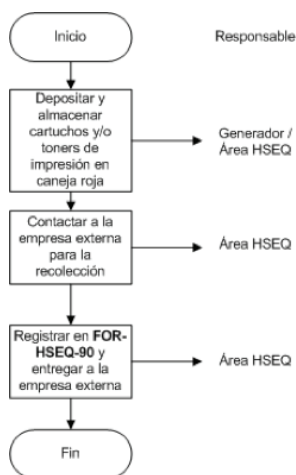 Inicio
Responsable
Depositar y
almacenar
cartuchos y/o
toners de
impresión en
caneja roja
Generador /
Área HSEQ
Contactar a la
empresa externa
para la
recolección
Área HSEQ
Registrar en FOR-
HSEQ-90 y
entregar a la
empresa externa
Área HSEQ
Fin